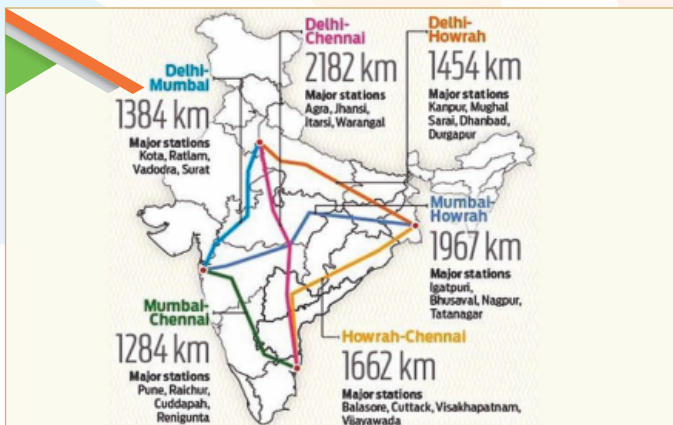 Delhi-
Chennai
2182 km
Major stations
Agra, Jhansi,
Itarsi, Warangal
Delhi-
Howrah
1454 km
Major stations
Kanpur, Mughal
Sarai, Dhanbad,
Durgapur
Delhi-
Mumbai
1384 km
Major stations
Kota, Ratlam,
Vadodra, Surat
Mumbai-
Howrah
1967 km
Major stations
Igatpuri,
Bhusaval, Nagpur,
Tatanagar
Mumbai-
Chennai
1284 km
Major stations
Pune, Raichur,
Cuddapah,
Renigunta
Howrah-Chennai
1662 km
Major stations
Balasore, Cuttack, Visakhapatnam,
Vijayawada